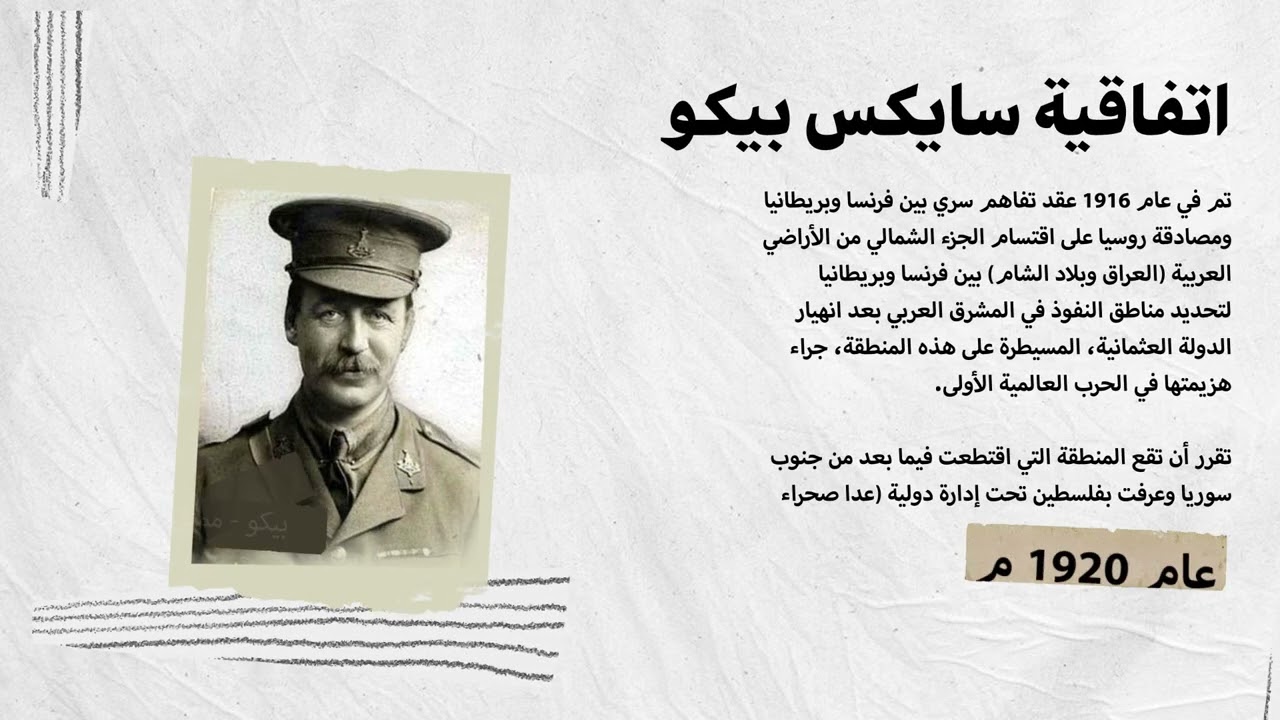 اتفاقية سايكس بيكو
تم في عام 1916 عقد تفاهم سري بين فرنسا وبريطانيا
ومصادقة روسيا على اقتسام الجزء الشمالي من الأراضي
العربية (العراق وبلاد الشام) بين فرنسا وبريطانيا
لتحديد مناطق النفوذ في المشرق العربي بعد انهيار
الدولة العثمانية، المسيطرة على هذه المنطقة، جراء
هزيمتها في الحرب العالمية الأولى.
تقرر أن تقع المنطقة التي اقتطعت فيما بعد من جنوب
سوريا وعرفت بفلسطين تحت إدارة دولية (عدا صحراء
عام 1920 م
بيكو -